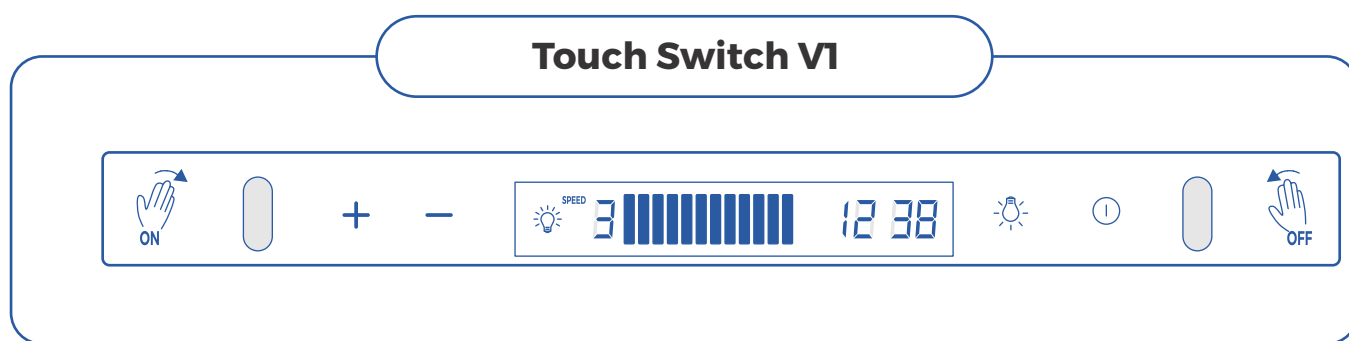 Touch Switch V1
ON
+ − SPEED 3 12 38
OFF